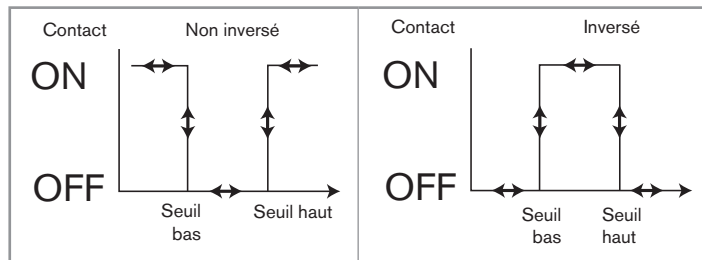 Contact Non inversé
ON
OFF
Seuil bas
Seuil haut
Contact Inversé
ON
OFF
Seuil bas
Seuil haut